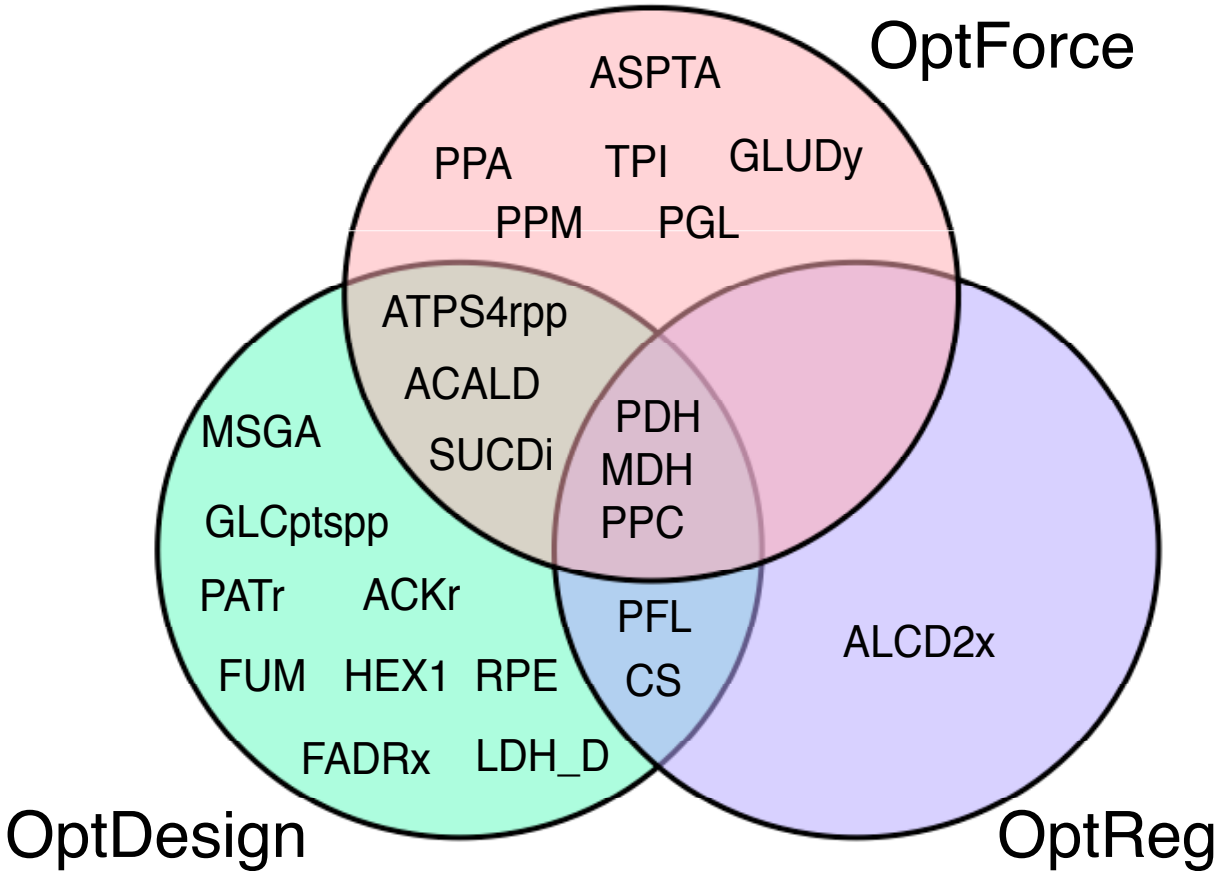 OptForce
ASPTA
PPA TPI GLUDy
PPM PGL
ATPS4rpp
ACALD
SUCDi
PDH
MDH
PPC
MSGA
GLCptspp
PATr ACKr
FUM HEX1 RPE
FADRx LDH_D
PFL
CS
ALCD2x
OptDesign
OptReg